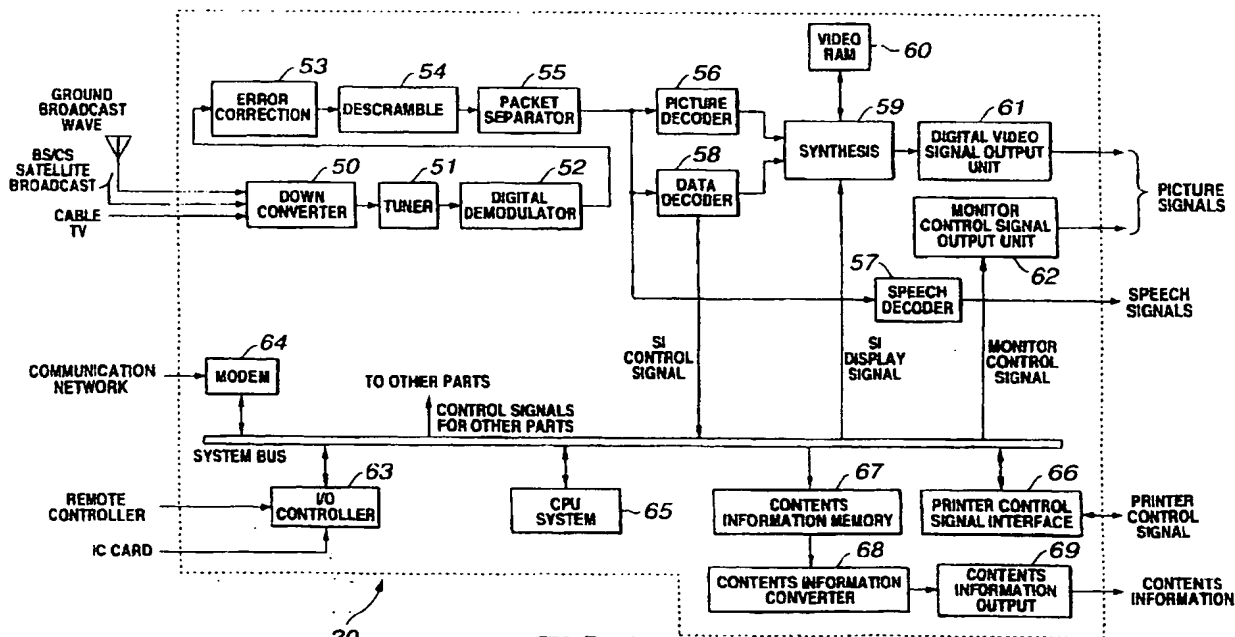 VIDEO
RAM
60
53
54
55
56
59
61
GROUND
BROADCAST
WAVE
ERROR
CORRECTION
DESCRAMBLE
PACKET
SEPARATOR
PICTURE
DECODER
SYNTHESIS
DIGITAL VIDEO
SIGNAL OUTPUT
UNIT
BS/CS
SATELLITE
BROADCAST
50
51
52
58
DOWN
CONVERTER
TUNER
DIGITAL
DEMODULATOR
DATA
DECODER
PICTURE
SIGNALS
CABLE
TV
MONITOR
CONTROL SIGNAL
OUTPUT UNIT
62
57
SPEECH
DECODER
SPEECH
SIGNALS
64
COMMUNICATION
NETWORK
MODEM
SI
CONTROL
SIGNAL
SI
DISPLAY
SIGNAL
MONITOR
CONTROL
SIGNAL
TO OTHER PARTS
CONTROL SIGNALS
FOR OTHER PARTS
SYSTEM BUS
63
67
66
REMOTE
CONTROLLER
I/O
CONTROLLER
CPU
SYSTEM
65
CONTENTS
INFORMATION MEMORY
PRINTER CONTROL
SIGNAL INTERFACE
PRINTER
CONTROL
SIGNAL
IC CARD
68
69
CONTENTS INFORMATION
CONVERTER
CONTENTS
INFORMATION
OUTPUT
CONTENTS
INFORMATION